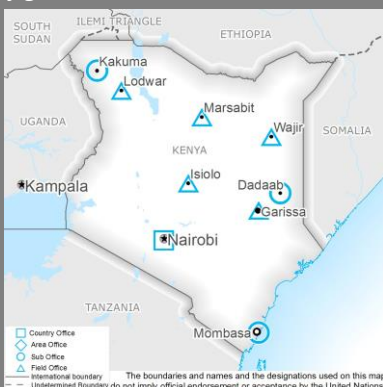 SOUTH
SUDAN
ILEMI TRIANGLE
ETHIOPIA
Kakuma
Lodwar
Marsabit
UGANDA
Wajir
SOMALIA
KENYA
Isiolo
Kampala
Dadaab
Garissa
Nairobi
TANZANIA
Mombasa
Country Office
Area Office
Sub Office
Field Office
International boundary
The boundaries and names and the designations used on this map
Undetermined Boundary do not imply official endorsement or acceptance by the United Nations